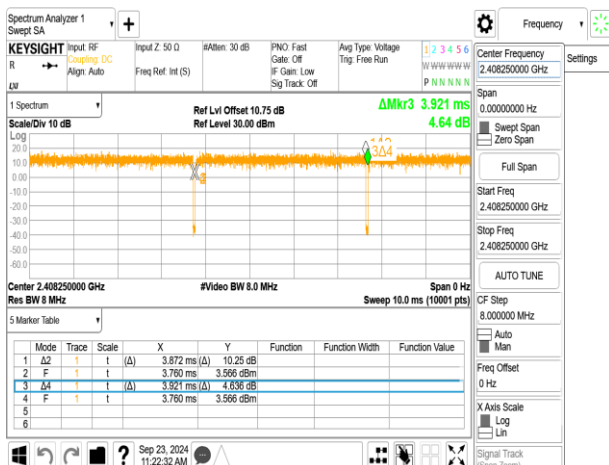 Spectrum Analyzer 1
Swept SA
Frequency
KEYSIGHT
R
LXI
Input: RF
Coupling: DC
Align: Auto
Input Z: 50 Ω
Freq Ref: Int (S)
#Atten: 30 dB
PNO: Fast
Gate: Off
IF Gain: Low
Sig Track: Off
Avg Type: Voltage
Trig: Free Run
1 2 3 4 5 6
W W W W W W
P N N N N N
Center Frequency
2.408250000 GHz
Settings
Span
0.00000000 Hz
Swept Span
Zero Span
Full Span
Start Freq
2.408250000 GHz
Stop Freq
2.408250000 GHz
AUTO TUNE
CF Step
8.000000 MHz
Auto
Man
Freq Offset
0 Hz
X Axis Scale
Log
Lin
Signal Track
(Span Zoom)
1 Spectrum
Scale/Div 10 dB
Ref Lvl Offset 10.75 dB
Ref Level 30.00 dBm
ΔMkr3 3.921 ms
4.64 dB
Log
20.0
10.0
0.00
-10.0
-20.0
-30.0
-40.0
-50.0
-60.0
3Δ4
Center 2.408250000 GHz
#Video BW 8.0 MHz
Span 0 Hz
Res BW 8 MHz
Sweep 10.0 ms (10001 pts)
5 Marker Table
Mode Trace Scale X Y Function Function Width Function Value
1 Δ2 1 t (Δ) 3.872 ms (Δ) 10.25 dB
2 F 1 t 3.760 ms 3.566 dBm
3 Δ4 1 t (Δ) 3.921 ms (Δ) 4.636 dB
4 F 1 t 3.760 ms 3.566 dBm
5
6
Sep 23, 2024
11:22:32 AM